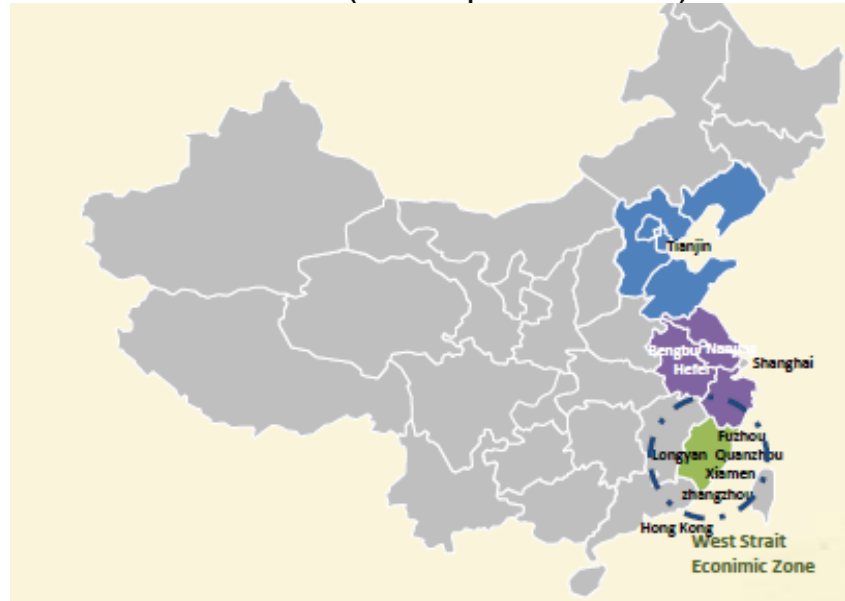 Tianjin
Bengbu Nanjing
Shanghai
Hefei
Fuzhou
Longyan Quanzhou
Xiamen
zhangzhou
Hong Kong
West Strait
Econimic Zone